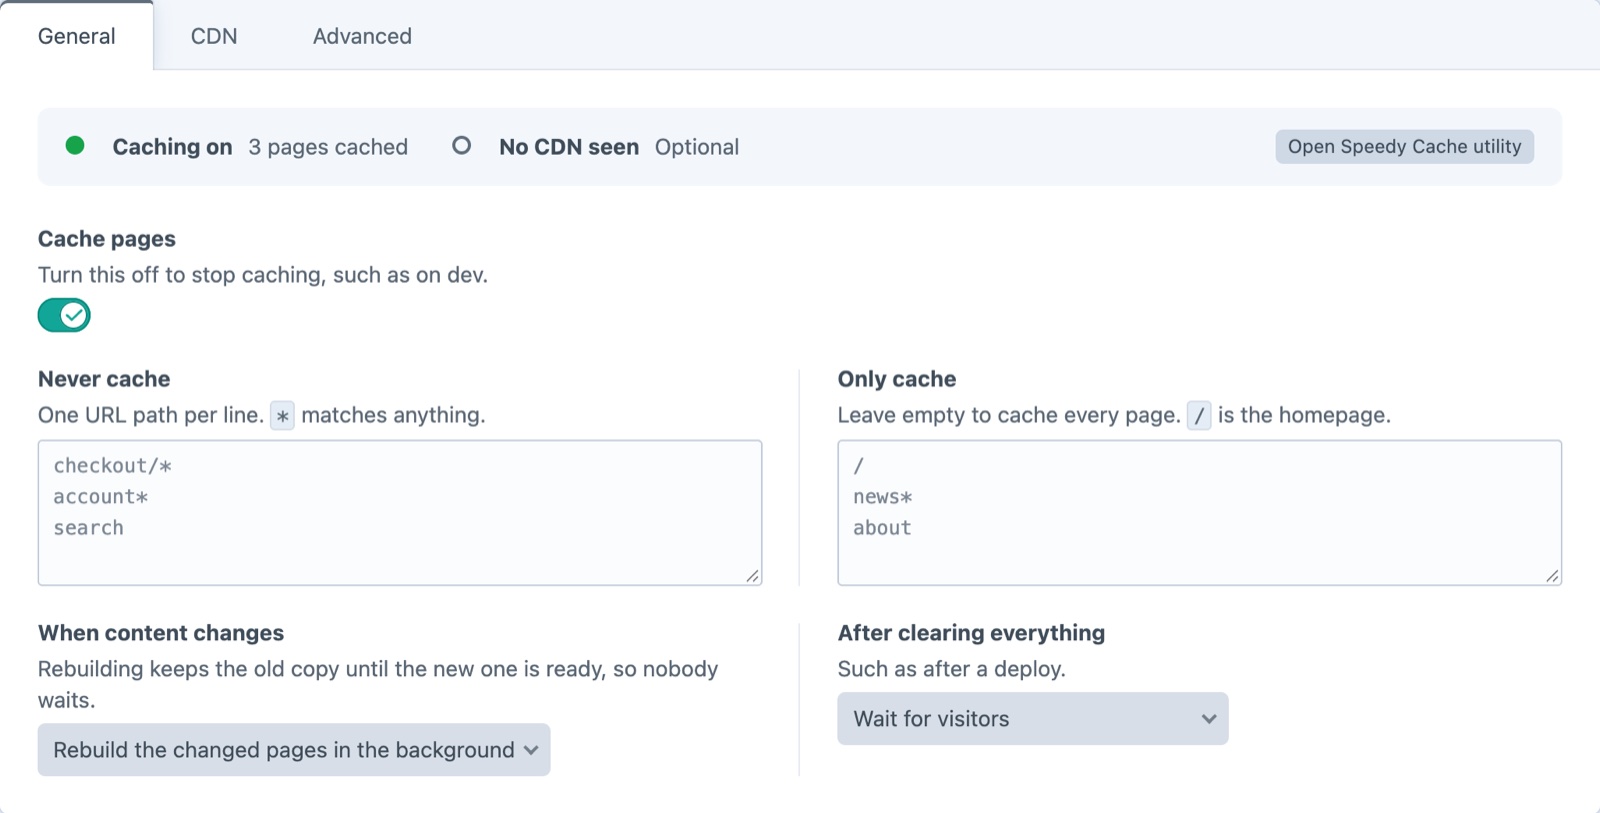 General
CDN
Advanced
Caching on 3 pages cached
No CDN seen Optional
Open Speedy Cache utility
Cache pages
Turn this off to stop caching, such as on dev.
Never cache
One URL path per line. * matches anything.
checkout/*
account*
search
Only cache
Leave empty to cache every page. / is the homepage.
/
news*
about
When content changes
Rebuilding keeps the old copy until the new one is ready, so nobody
waits.
Rebuild the changed pages in the background
After clearing everything
Such as after a deploy.
Wait for visitors